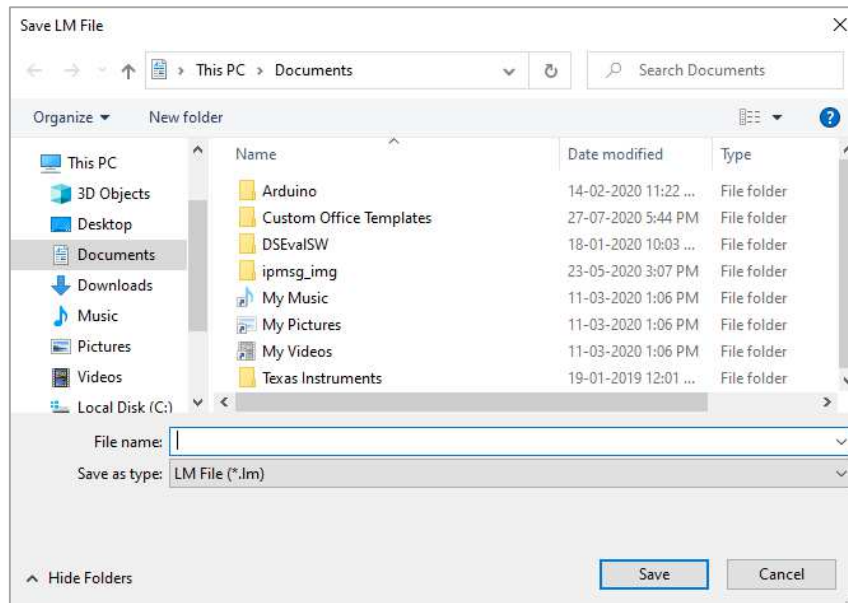 Save LM File
This PC > Documents
Search Documents
Organize
New folder
This PC
3D Objects
Desktop
Documents
Downloads
Music
Pictures
Videos
Local Disk (C:)
Name Date modified Type
Arduino 14-02-2020 11:22 ... File folder
Custom Office Templates 27-07-2020 5:44 PM File folder
DSEvalSW 18-01-2020 10:03 ... File folder
ipmsg_img 23-05-2020 3:07 PM File folder
My Music 11-03-2020 1:06 PM File folder
My Pictures 11-03-2020 1:06 PM File folder
My Videos 11-03-2020 1:06 PM File folder
Texas Instruments 19-01-2019 12:01 ... File folder
File name:
Save as type: LM File (*.lm)
Hide Folders
Save
Cancel